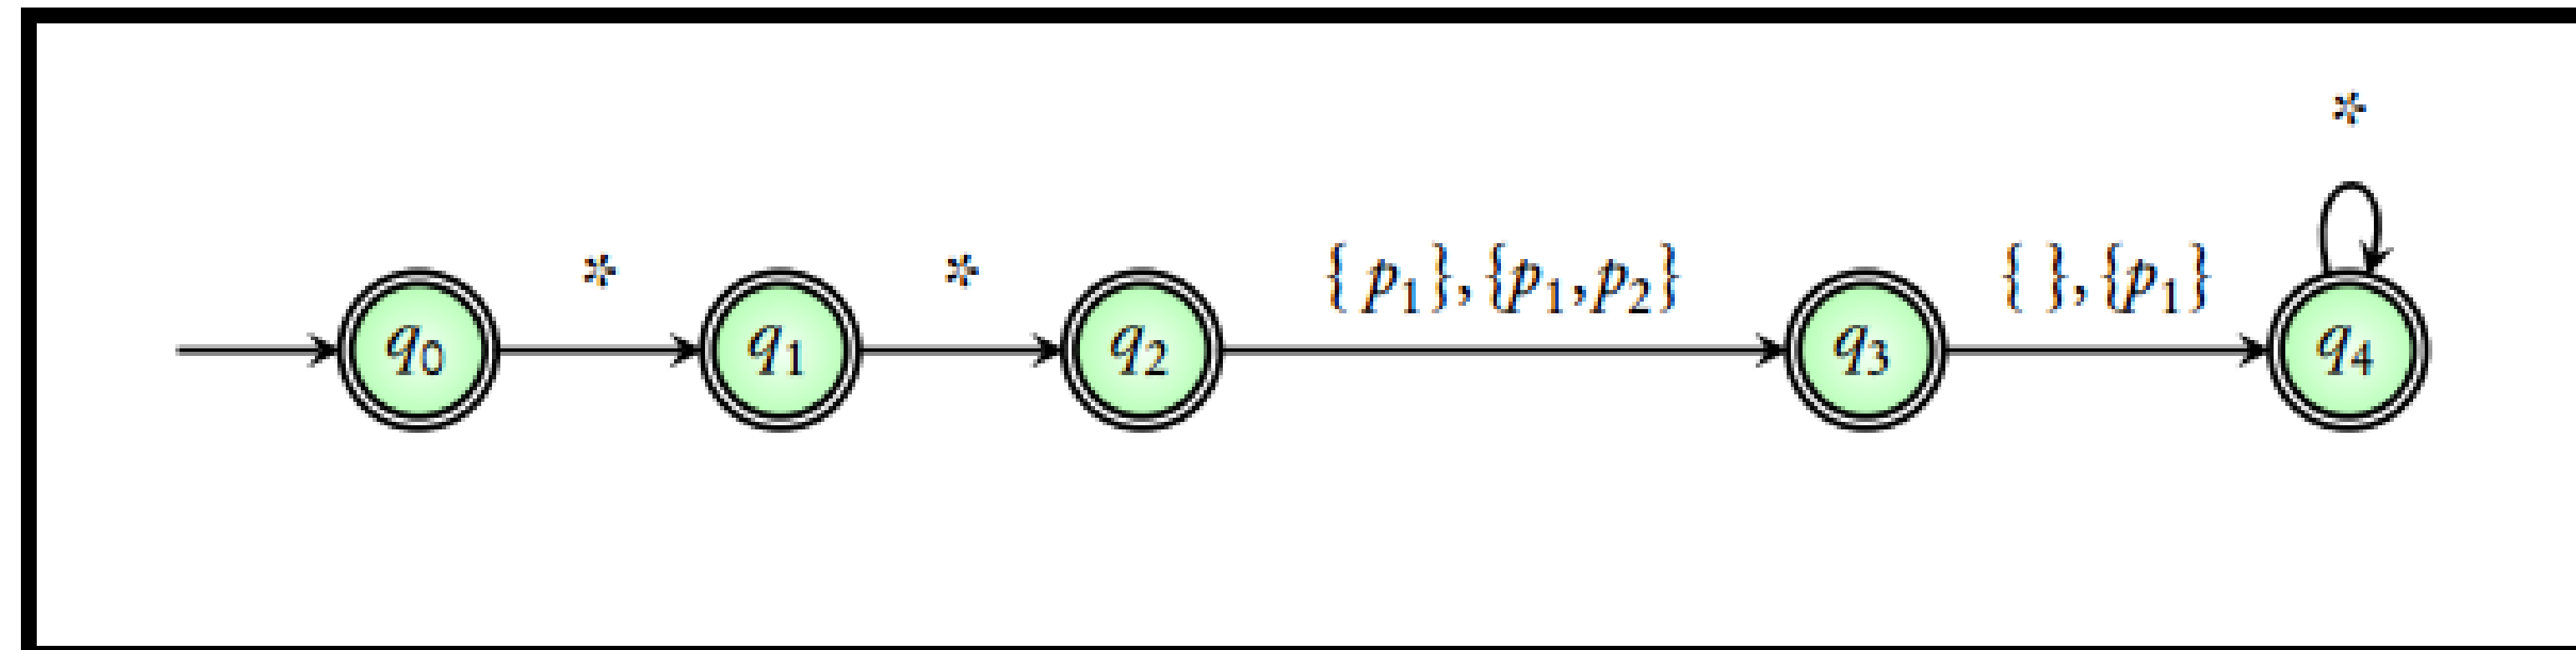 *
* * { p₁}, {p₁, p₂} { }, {p₁}
q₀ q₁ q₂ q₃ q₄